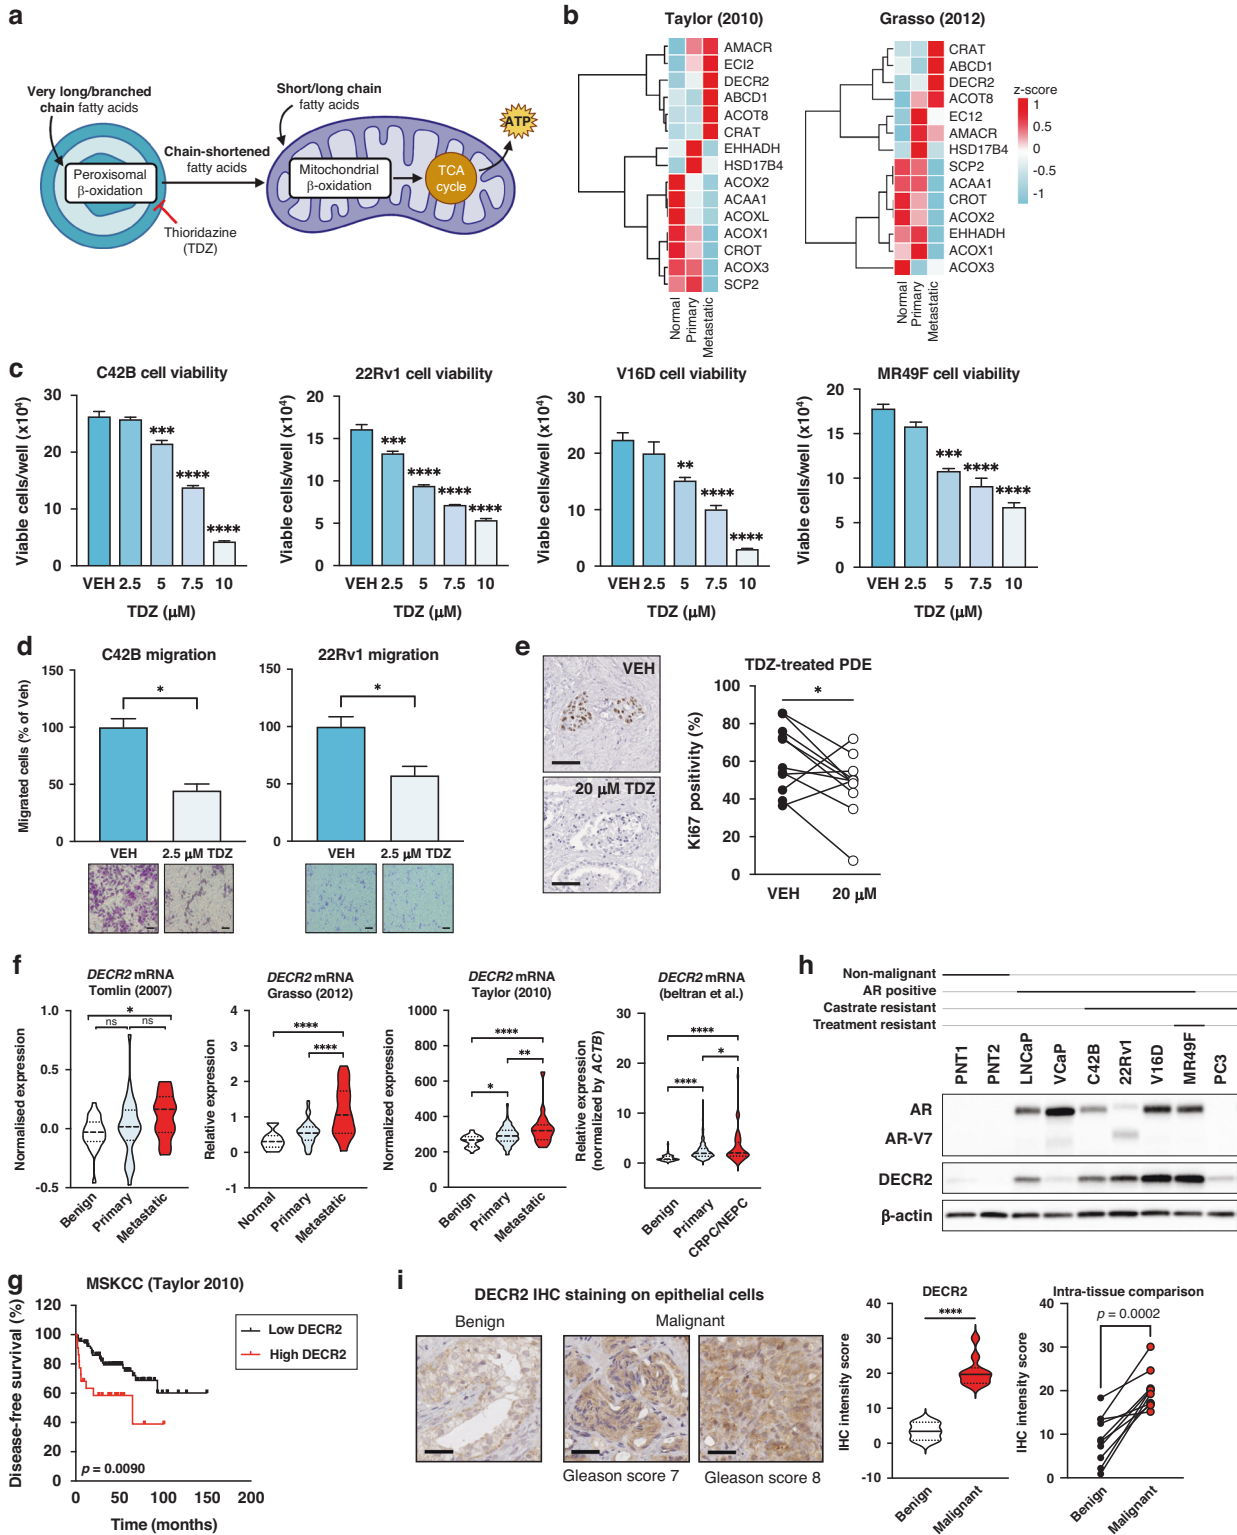 a
Very long/branched
chain fatty acids
Short/long chain
fatty acids
ATP
Chain-shortened
fatty acids
Peroxisomal
β-oxidation
Mitochondrial
β-oxidation
TCA
cycle
Thioridazine
(TDZ)
b
Taylor (2010)
AMACR
ECI2
DECR2
ABCD1
ACOT8
CRAT
EHHADH
HSD17B4
ACOX2
ACAA1
ACOXL
ACOX1
CROT
ACOX3
SCP2
Normal
Primary
Metastatic
Grasso (2012)
CRAT
ABCD1
DECR2
ACOT8
EC12
AMACR
HSD17B4
SCP2
ACAA1
CROT
ACOX2
EHHADH
ACOX1
ACOX3
Normal
Primary
Metastatic
z-score
1
0.5
0
-0.5
-1
c
C42B cell viability
Viable cells/well (x10⁴)
30
20
10
0
***
****
****
VEH 2.5 5 7.5 10
TDZ (μM)
22Rv1 cell viability
Viable cells/well (x10⁴)
20
15
10
5
0
***
****
****
****
VEH 2.5 5 7.5 10
TDZ (μM)
V16D cell viability
Viable cells/well (x10⁴)
30
20
10
0
**
****
****
VEH 2.5 5 7.5 10
TDZ (μM)
MR49F cell viability
Viable cells/well (x10⁴)
20
15
10
5
0
***
****
****
VEH 2.5 5 7.5 10
TDZ (μM)
d
C42B migration
Migrated cells (% of Veh)
150
100
50
0
*
VEH 2.5 μM TDZ
22Rv1 migration
150
100
50
0
*
VEH 2.5 μM TDZ
e
VEH
20 μM TDZ
TDZ-treated PDE
Ki67 positivity (%)
100
80
60
40
20
0
*
VEH 20 μM
f
DECR2 mRNA
Tomlin (2007)
Normalised expression
1.0
0.5
0.0
-0.5
*
ns ns
Benign
Primary
Metastatic
DECR2 mRNA
Grasso (2012)
Relative expression
4
3
2
1
0
-1
****
****
Normal
Primary
Metastatic
DECR2 mRNA
Taylor (2010)
Normalized expression
1000
800
600
400
200
0
****
**
*
Benign
Primary
Metastatic
DECR2 mRNA
(beltran et al.)
Relative expression
(normalized by ACTB)
30
20
10
0
****
*
****
Benign
Primary
CRPC/NEPC
h
Non-malignant
AR positive
Castrate resistant
Treatment resistant
PNT1
PNT2
LNCaP
VCaP
C42B
22Rv1
V16D
MR49F
PC3
AR
AR-V7
DECR2
β-actin
g
MSKCC (Taylor 2010)
Disease-free survival (%)
120
100
80
60
40
20
0
Low DECR2
High DECR2
p = 0.0090
0 50 100 150 200
Time (months)
i
DECR2 IHC staining on epithelial cells
Benign
Malignant
Gleason score 7
Gleason score 8
DECR2
IHC intensity score
40
30
20
10
0
-10
****
Benign
Malignant
Intra-tissue comparison
p = 0.0002
IHC intensity score
40
30
20
10
0
Benign
Malignant